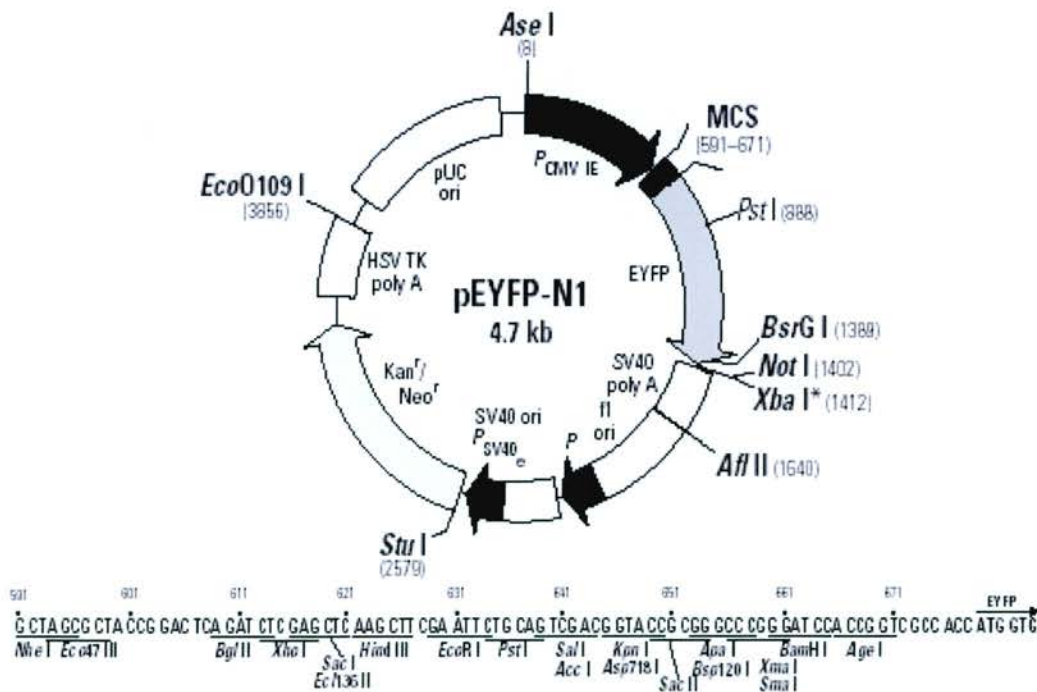 Ase I
(8)
MCS
(591–671)
PCMV IE
pUC
ori
EcoO109 I
(3856)
Pst I (888)
HSV TK
poly A
EYFP
pEYFP-N1
4.7 kb
BsrG I (1389)
Not I (1402)
Xba I* (1412)
SV40
poly A
Kanr/
Neor
f1
ori
SV40 ori
P
PSV40e
Afl II (1640)
Stu I
(2579)
591 601 611 621 631 641 651 661 671 EYFP
G CTA GCG CTA CCG GAC TCA GAT CTC GAG CTC AAG CTT CGA ATT CTG CAG TCG ACG GTA CCG CGG GCC CGG GAT CCA CCG GTC GCC ACC ATG GTG
Nhe I Eco47 III Bgl II Xho I Hind III EcoR I Pst I Sal I Kpn I Apa I BamH I Age I
Sac I Acc I Asp718 I Bsp120 I Xma I
Ecl136 II Sac II Sma I